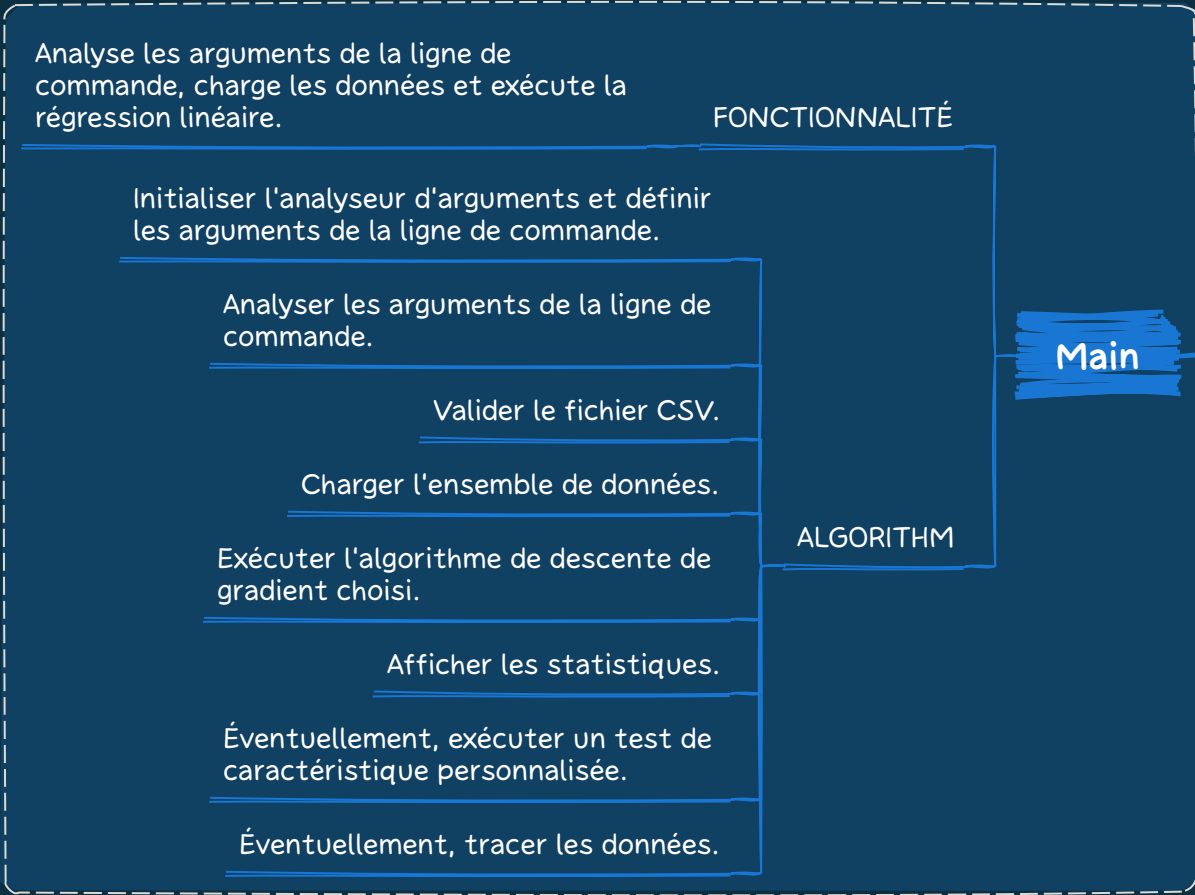 Analyse les arguments de la ligne de
commande, charge les données et exécute la
régression linéaire.
FONCTIONNALITÉ
Initialiser l'analyseur d'arguments et définir
les arguments de la ligne de commande.
Analyser les arguments de la ligne de
commande.
Valider le fichier CSV.
Charger l'ensemble de données.
Exécuter l'algorithme de descente de
gradient choisi.
Afficher les statistiques.
Éventuellement, exécuter un test de
caractéristique personnalisée.
Éventuellement, tracer les données.
ALGORITHM
Main